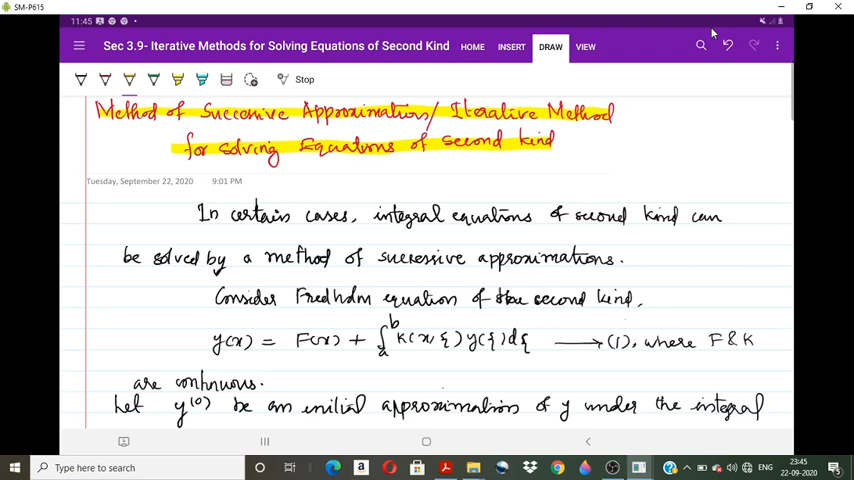 SM-P615
11:45
Sec 3.9- Iterative Methods for Solving Equations of Second Kind HOME INSERT DRAW VIEW
Stop
Method of Successive Approximation/ Iterative Method
for solving Equations of second kind
Tuesday, September 22, 2020 9:01 PM
In certain cases, integral equations of second kind can
be solved by a method of successive approximations.
Consider Fredholm equation of the second kind,
y(x) = F(x) + ∫_a^b K(x,ξ) y(ξ)dξ ⟶ (1), where F & K
are continuous.
Let y^(0) be an initial approximation of y under the integral
Type here to search
ENG
23:45
22-09-2020
5